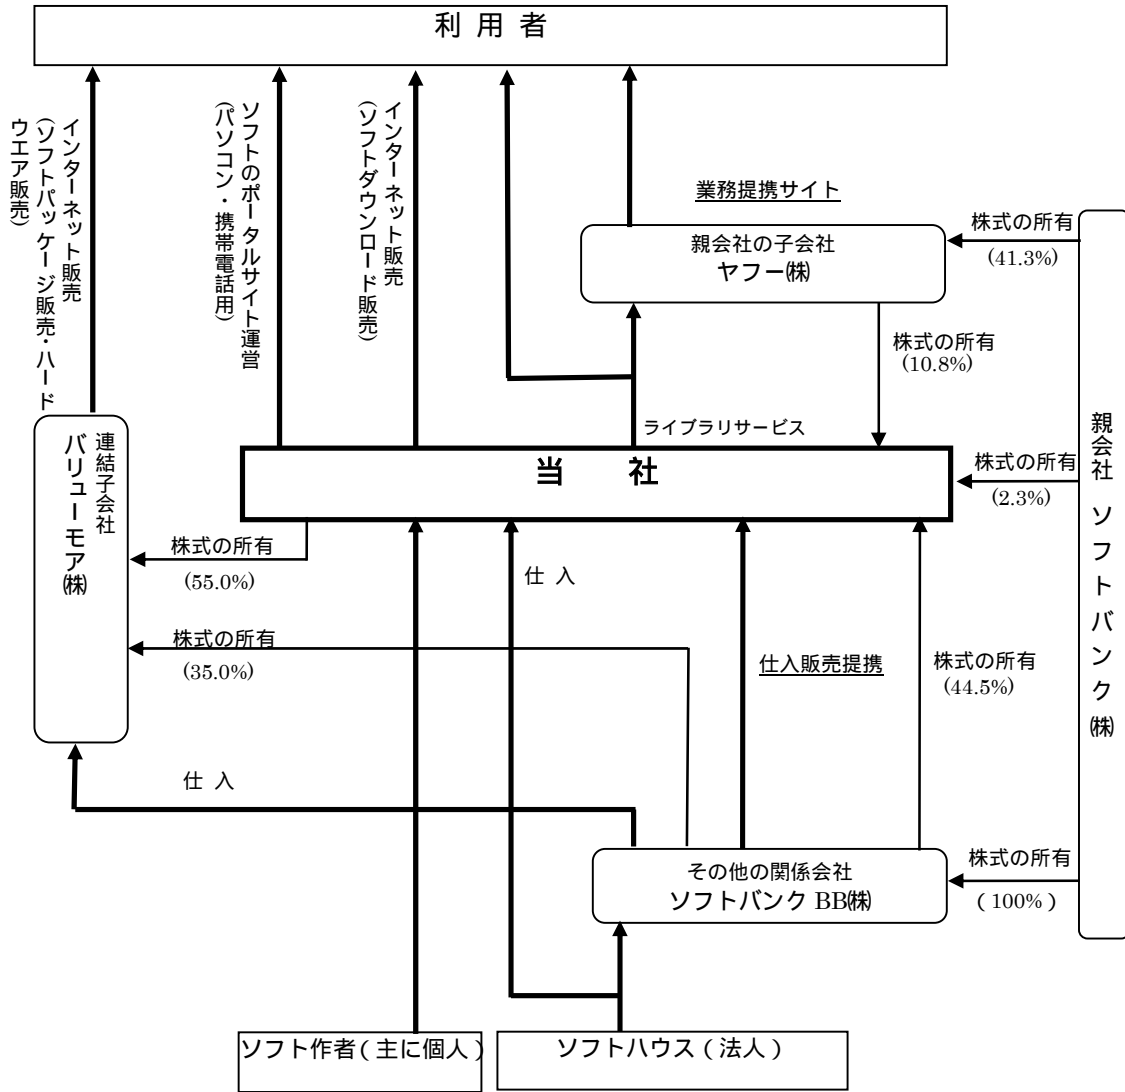 利 用 者
インターネット販売
(ソフトパッケージ販売・ハード
ウエア販売)
ソフトのポータルサイト運営
(パソコン・携帯電話用)
インターネット販売
(ソフトダウンロード販売)
業務提携サイト
親会社の子会社
ヤフー㈱
株式の所有
(41.3%)
株式の所有
(10.8%)
ライブラリサービス
当 社
株式の所有
(2.3%)
親会社 ソフトバンク㈱
連結子会社
バリューモア
㈱
株式の所有
(55.0%)
仕 入
株式の所有
(35.0%)
仕入販売提携
株式の所有
(44.5%)
仕 入
その他の関係会社
ソフトバンク BB㈱
株式の所有
( 100% )
ソフト作者( 主に個人 )
ソフトハウス ( 法人 )